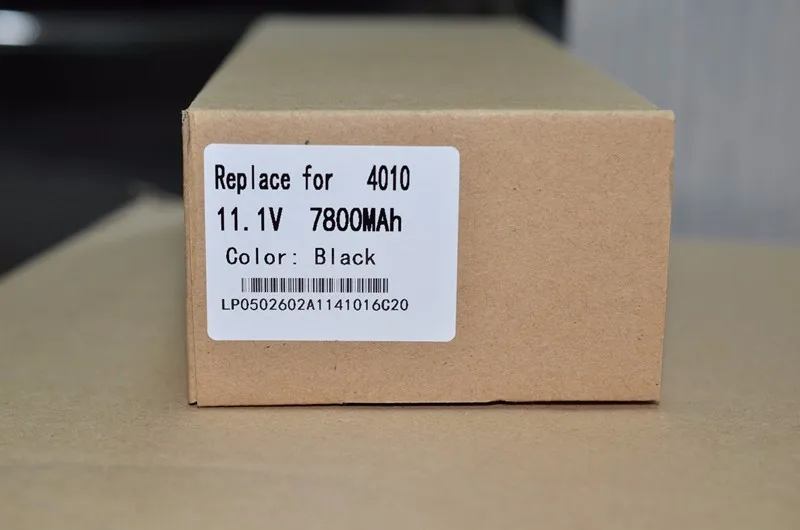 Replace for 4010
11.1V 7800MAh
Color: Black
LP0502602A1141016C20